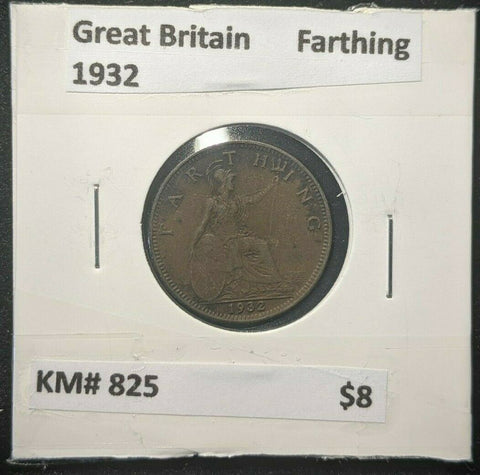 Great Britain Farthing
1932
FARTHING
1932
KM# 825 $8